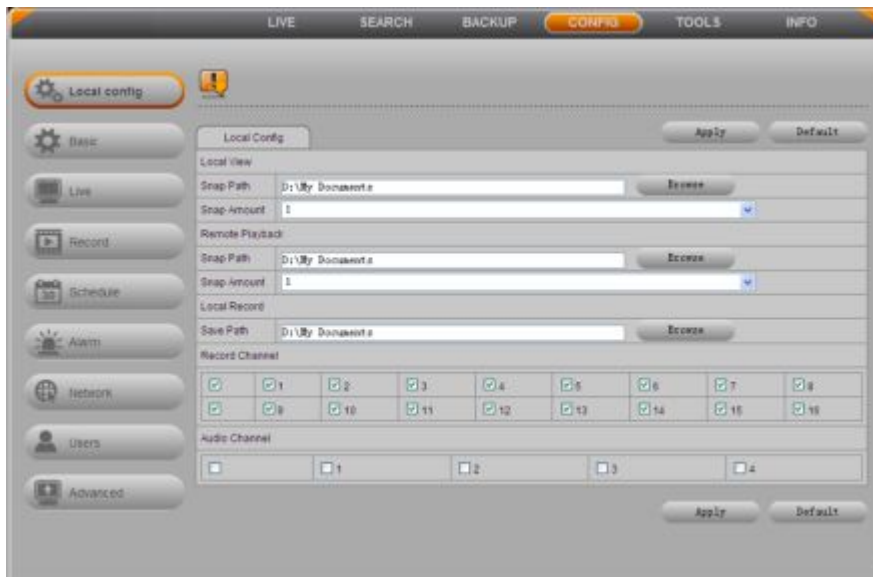 LIVE SEARCH BACKUP CONFIG TOOLS INFO
Local config
Basic
Live
Record
Schedule
Alarm
Network
Users
Advanced
Local Config Apply Default
Local View
Snap Path D:\My Documents Browse
Snap Amount 1
Remote Playback
Snap Path D:\My Documents Browse
Snap Amount 1
Local Record
Save Path D:\My Documents Browse
Record Channel
1 2 3 4 5 6 7 8
9 10 11 12 13 14 15 16
Audio Channel
1 2 3 4
Apply Default